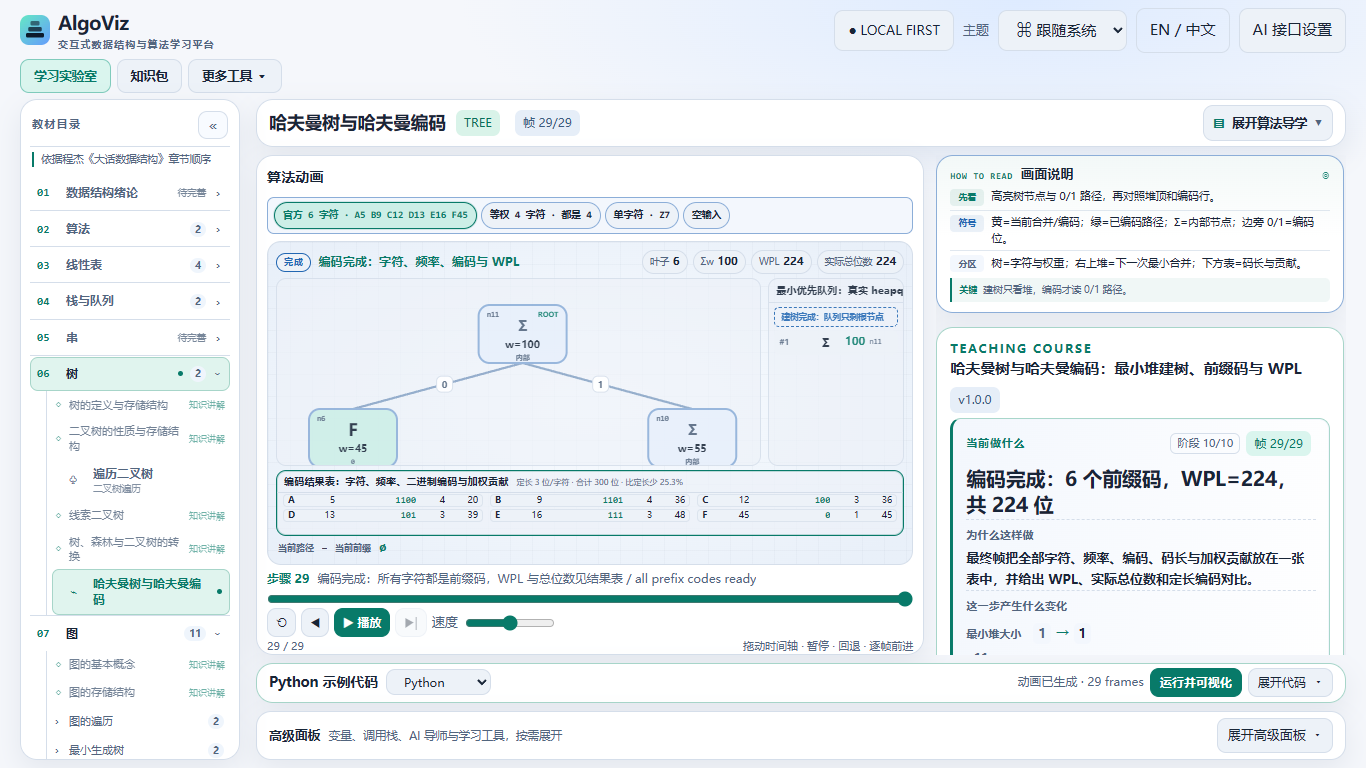 AlgoViz
交互式数据结构与算法学习平台
● LOCAL FIRST
主题
⌘ 跟随系统
EN / 中文
AI 接口设置
学习实验室
知识包
更多工具
教材目录
«
依据程杰《大话数据结构》章节顺序
01 数据结构绪论 待完善 ›
02 算法 2 ›
03 线性表 4 ›
04 栈与队列 2 ›
05 串 待完善 ›
06 树 2
树的定义与存储结构 知识讲解
二叉树的性质与存储结构 知识讲解
遍历二叉树
二叉树遍历
线索二叉树 知识讲解
树、森林与二叉树的转换 知识讲解
哈夫曼树与哈夫曼编码
07 图 11
图的基本概念 知识讲解
图的存储结构 知识讲解
› 图的遍历 2
› 最小生成树 2
哈夫曼树与哈夫曼编码 TREE 帧 29/29
展开算法导学 ▼
算法动画
官方 6 字符 · A5 B9 C12 D13 E16 F45
等权 4 字符 · 都是 4
单字符 · Z7
空输入
完成 编码完成：字符、频率、编码与 WPL
叶子 6 Σw 100 WPL 224 实际总位数 224
n11 ROOT
Σ
w=100
内部
0 1
n6
F
w=45
0
n10
Σ
w=55
内部
最小优先队列：真实 heapq
建树完成：队列只剩根节点
#1 Σ 100 n11
编码结果表：字符、频率、二进制编码与加权贡献 定长 3 位/字符 · 合计 300 位 · 比定长少 25.3%
A 5 1100 4 20 B 9 1101 4 36 C 12 100 3 36
D 13 101 3 39 E 16 111 3 48 F 45 0 1 45
当前路径 — 当前前缀 ∅
步骤 29 编码完成：所有字符都是前缀码，WPL 与总位数见结果表 / all prefix codes ready
▶ 播放
速度
29 / 29
拖动时间轴 · 暂停 · 回退 · 逐帧前进
HOW TO READ 画面说明
先看 高亮树节点与 0/1 路径，再对照堆顶和编码行。
符号 黄=当前合并/编码；绿=已编码路径；Σ=内部节点；边旁 0/1=编码位。
分区 树=字符与权重；右上堆=下一次最小合并；下方表=码长与贡献。
关键 建树只看堆，编码才读 0/1 路径。
TEACHING COURSE
哈夫曼树与哈夫曼编码：最小堆建树、前缀码与 WPL
v1.0.0
当前做什么 阶段 10/10 帧 29/29
编码完成：6 个前缀码，WPL=224，
共 224 位
为什么这样做
最终帧把全部字符、频率、编码、码长与加权贡献放在一张
表中，并给出 WPL、实际总位数和定长编码对比。
这一步产生什么变化
最小堆大小 1 → 1
Python 示例代码 Python
动画已生成 · 29 frames
运行并可视化
展开代码
高级面板 变量、调用栈、AI 导师与学习工具，按需展开
展开高级面板